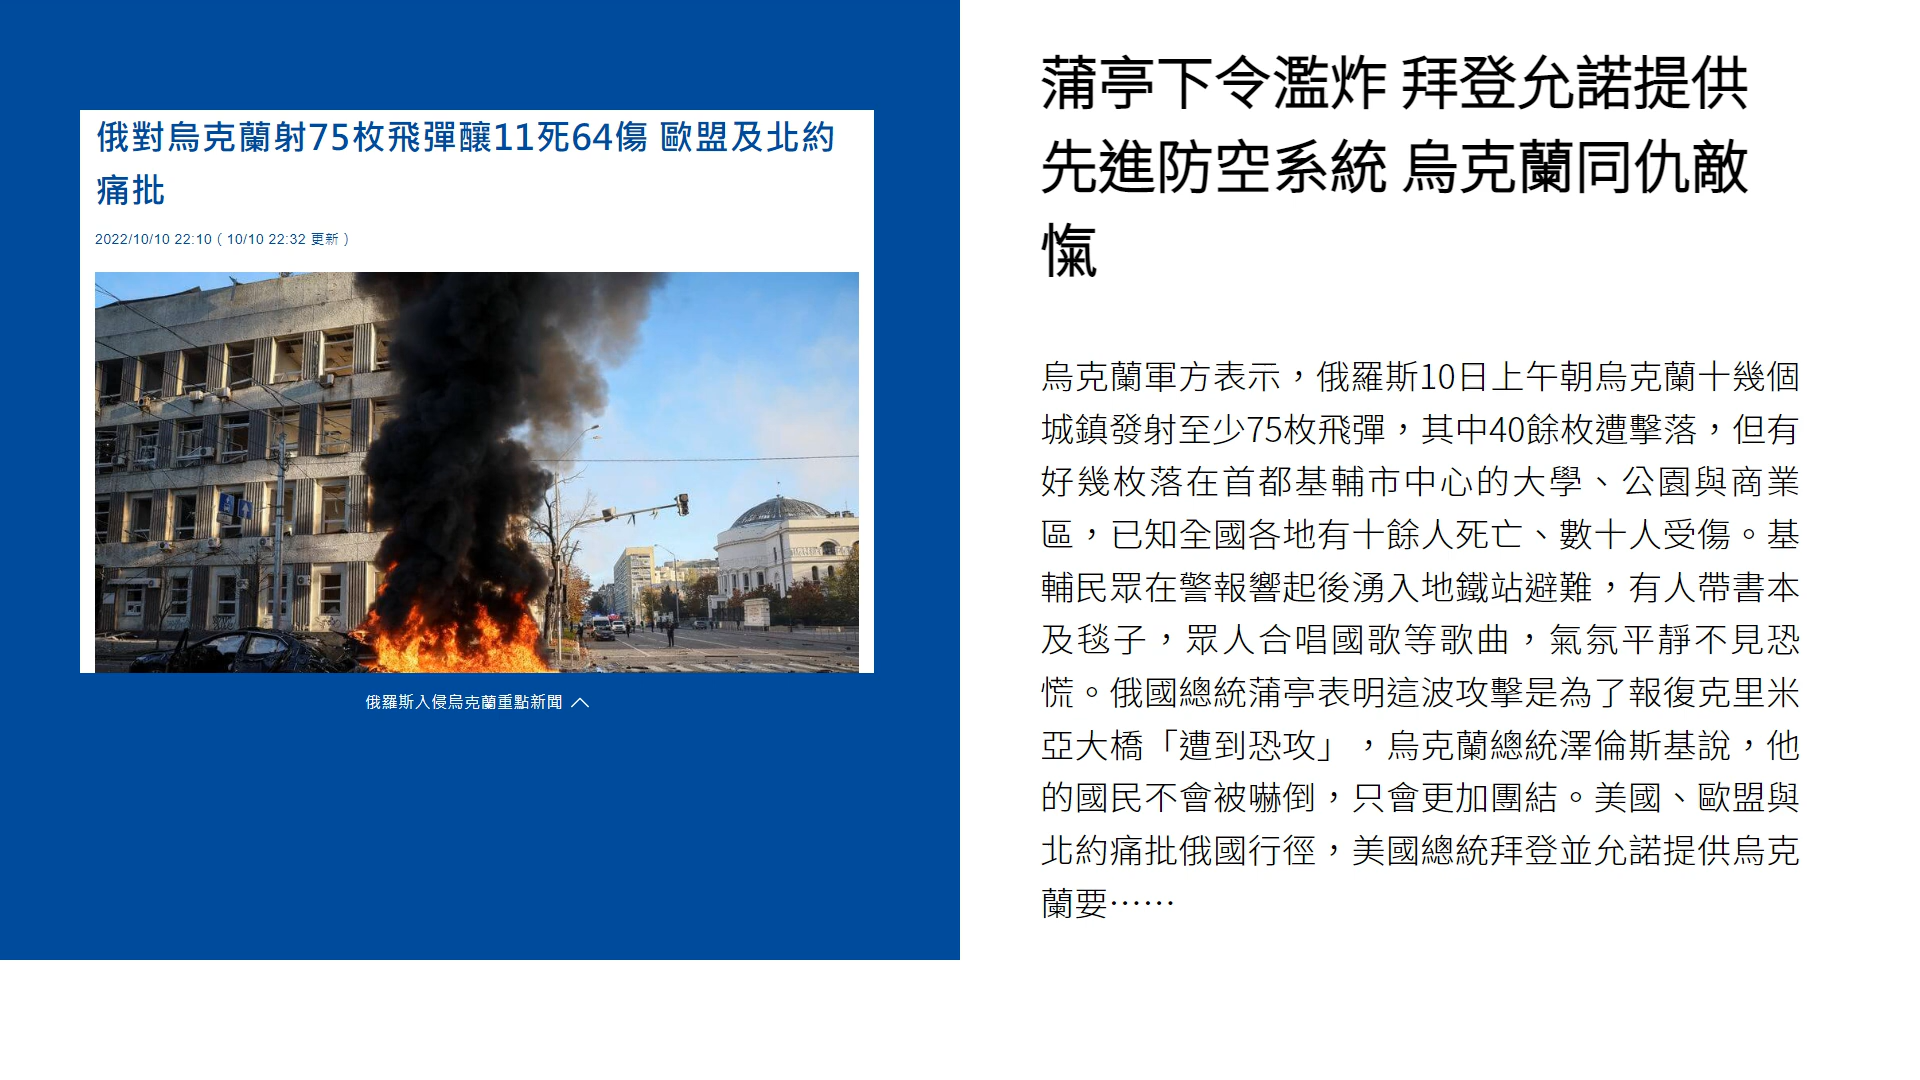 俄對烏克蘭射75枚飛彈釀11死64傷 歐盟及北約
痛批
2022/10/10 22:10（10/10 22:32 更新）
俄羅斯入侵烏克蘭重點新聞
蒲亭下令濫炸 拜登允諾提供
先進防空系統 烏克蘭同仇敵
愾
烏克蘭軍方表示，俄羅斯10日上午朝烏克蘭十幾個
城鎮發射至少75枚飛彈，其中40餘枚遭擊落，但有
好幾枚落在首都基輔市中心的大學、公園與商業
區，已知全國各地有十餘人死亡、數十人受傷。基
輔民眾在警報響起後湧入地鐵站避難，有人帶書本
及毯子，眾人合唱國歌等歌曲，氣氛平靜不見恐
慌。俄國總統蒲亭表明這波攻擊是為了報復克里米
亞大橋「遭到恐攻」，烏克蘭總統澤倫斯基說，他
的國民不會被嚇倒，只會更加團結。美國、歐盟與
北約痛批俄國行徑，美國總統拜登並允諾提供烏克
蘭要……